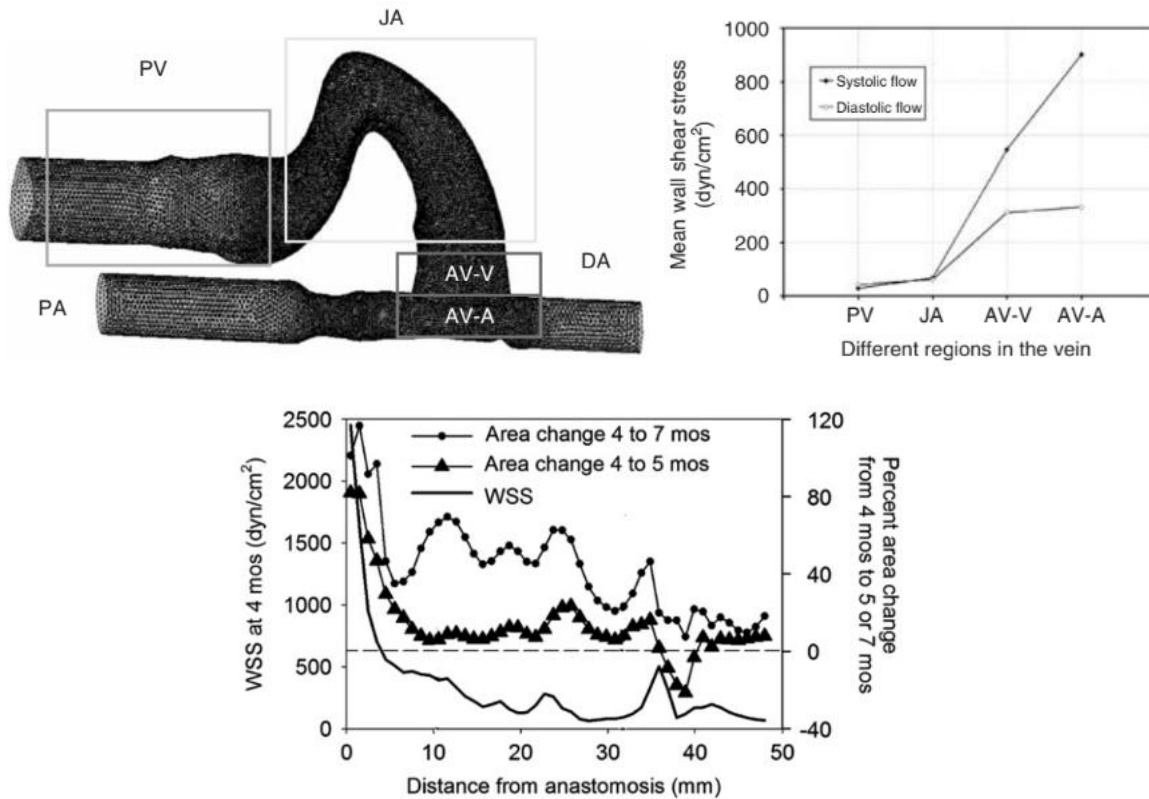 JA
PV
AV-V
DA
PA
AV-A
1000
800
600
400
200
0
Mean wall shear stress
(dyn/cm²)
Systolic flow
Diastolic flow
PV JA AV-V AV-A
Different regions in the vein
2500
2000
1500
1000
500
0
WSS at 4 mos (dyn/cm²)
Area change 4 to 7 mos
Area change 4 to 5 mos
WSS
120
80
40
0
-40
Percent area change
from 4 mos to 5 or 7 mos
0 10 20 30 40 50
Distance from anastomosis (mm)